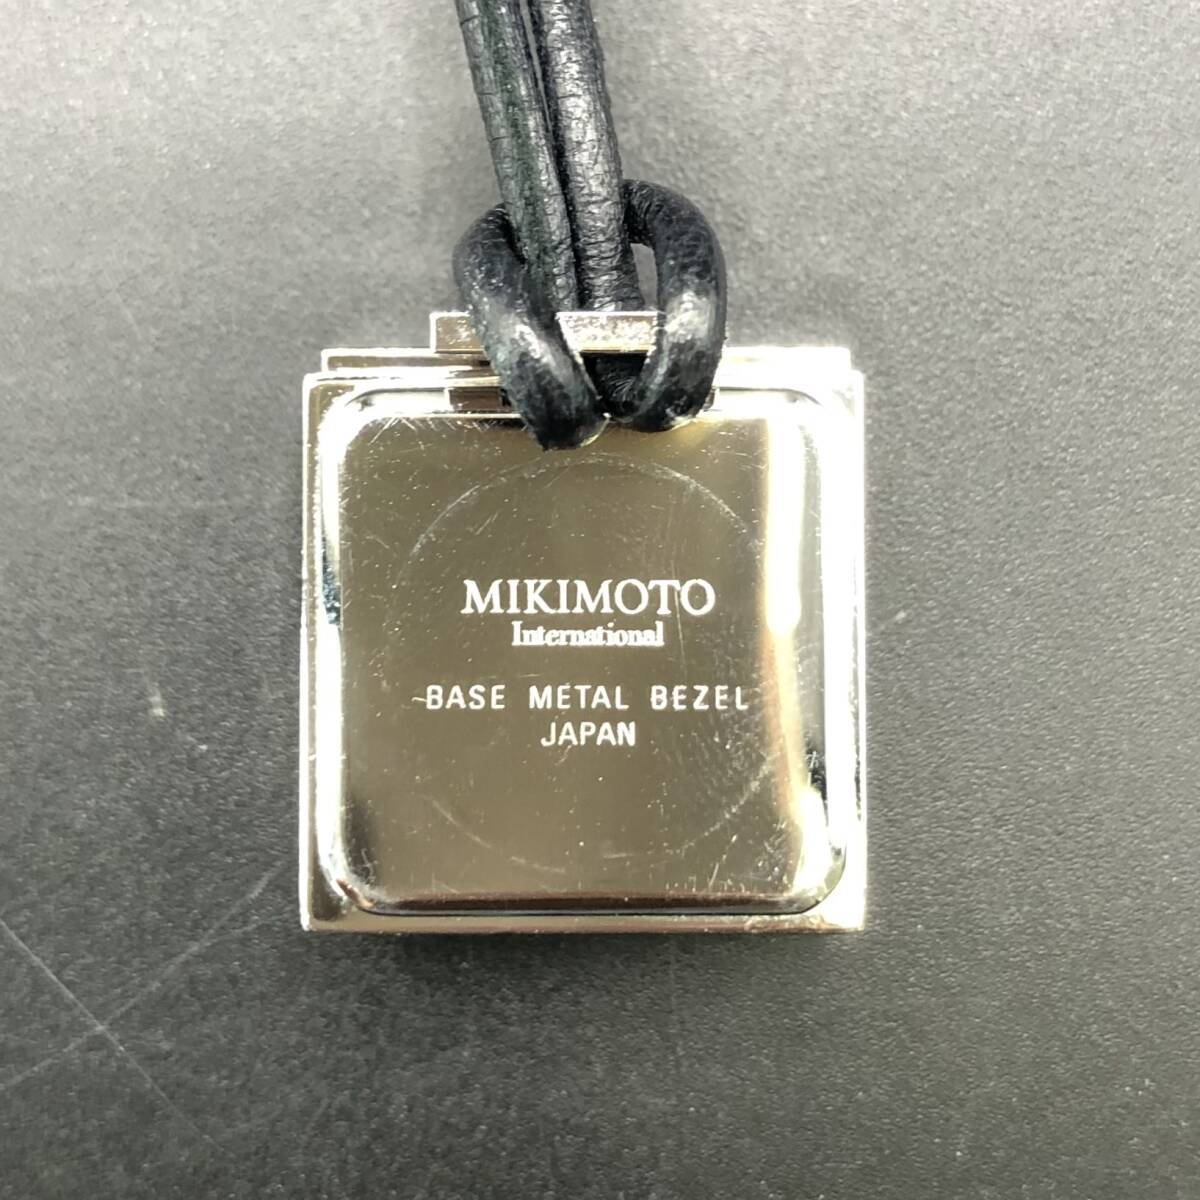 MIKIMOTO
International
BASE METAL BEZEL
JAPAN